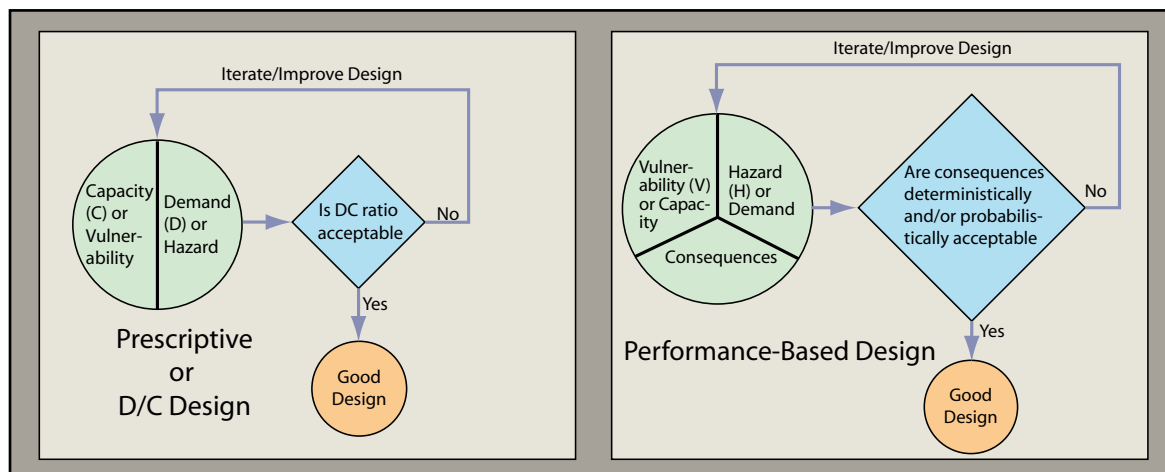 Iterate/Improve Design
Capacity
(C) or
Vulner-
ability
Demand
(D) or
Hazard
Is DC ratio
acceptable
No
Yes
Good
Design
Prescriptive
or
D/C Design
Iterate/Improve Design
Vulner-
ability (V)
or Capac-
ity
Hazard
(H) or
Demand
Consequences
Are consequences
deterministically
and/or probabilis-
tically acceptable
No
Yes
Good
Design
Performance-Based Design